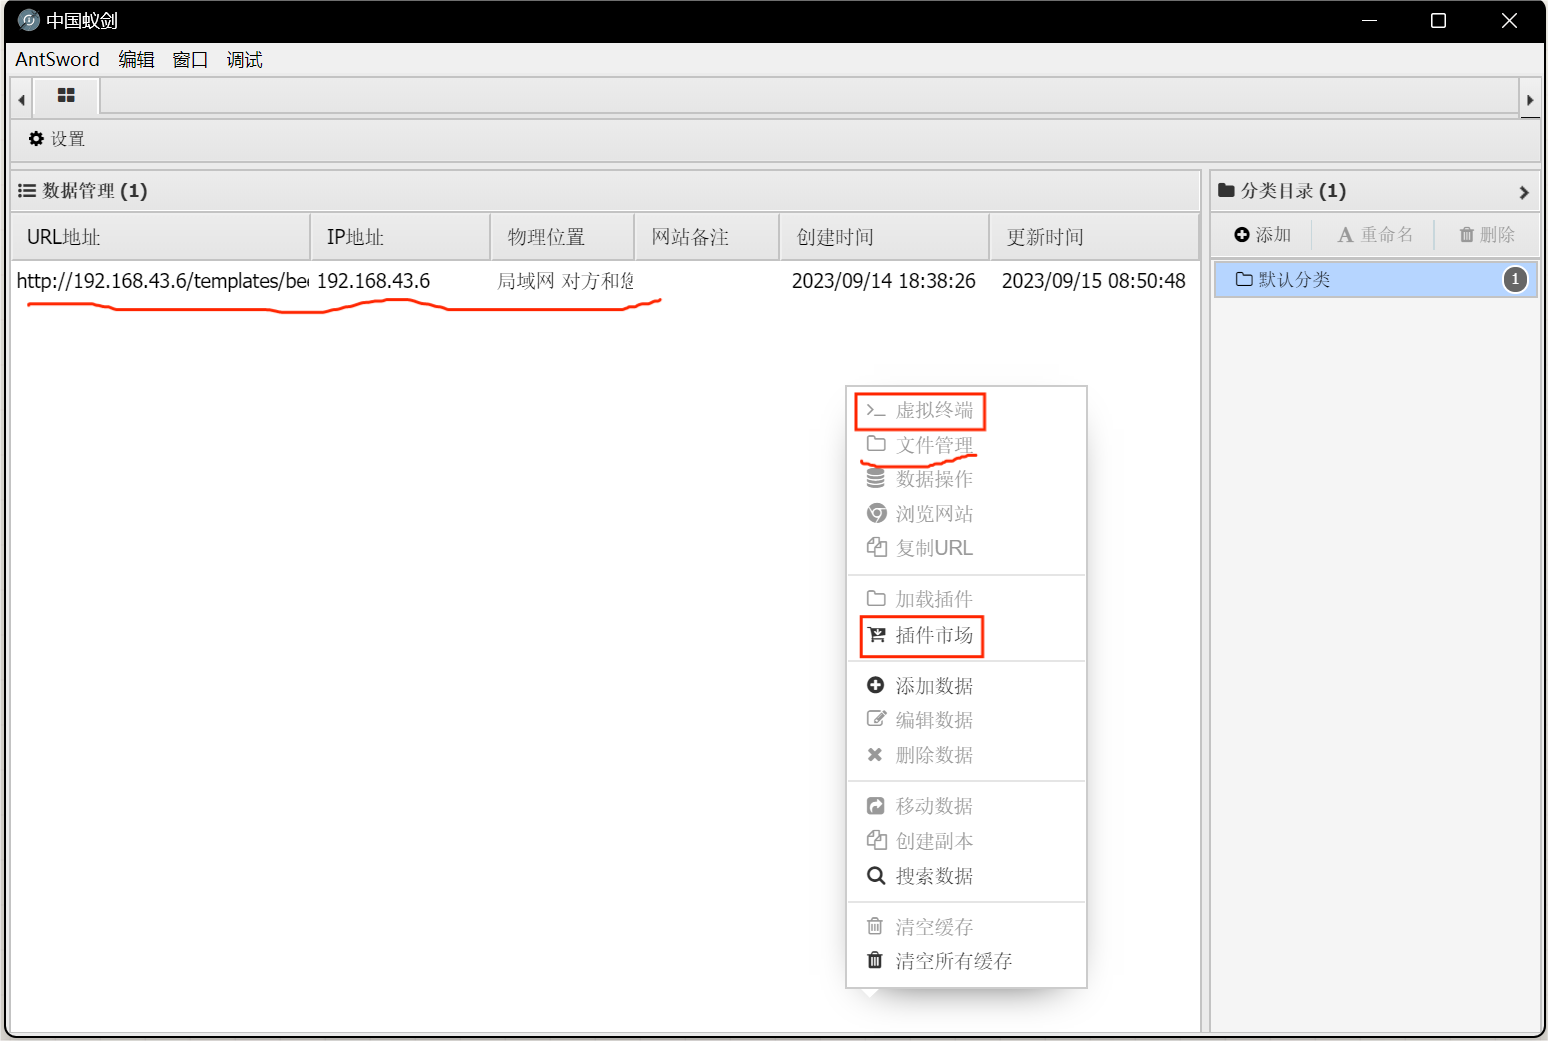 中国蚁剑
AntSword 编辑 窗口 调试
设置
数据管理 (1)
URL地址 IP地址 物理位置 网站备注 创建时间 更新时间
http://192.168.43.6/templates/bee 192.168.43.6 局域网 对方和您 2023/09/14 18:38:26 2023/09/15 08:50:48
分类目录 (1)
添加 重命名 删除
默认分类 1
虚拟终端
文件管理
数据操作
浏览网站
复制URL
加载插件
插件市场
添加数据
编辑数据
删除数据
移动数据
创建副本
搜索数据
清空缓存
清空所有缓存